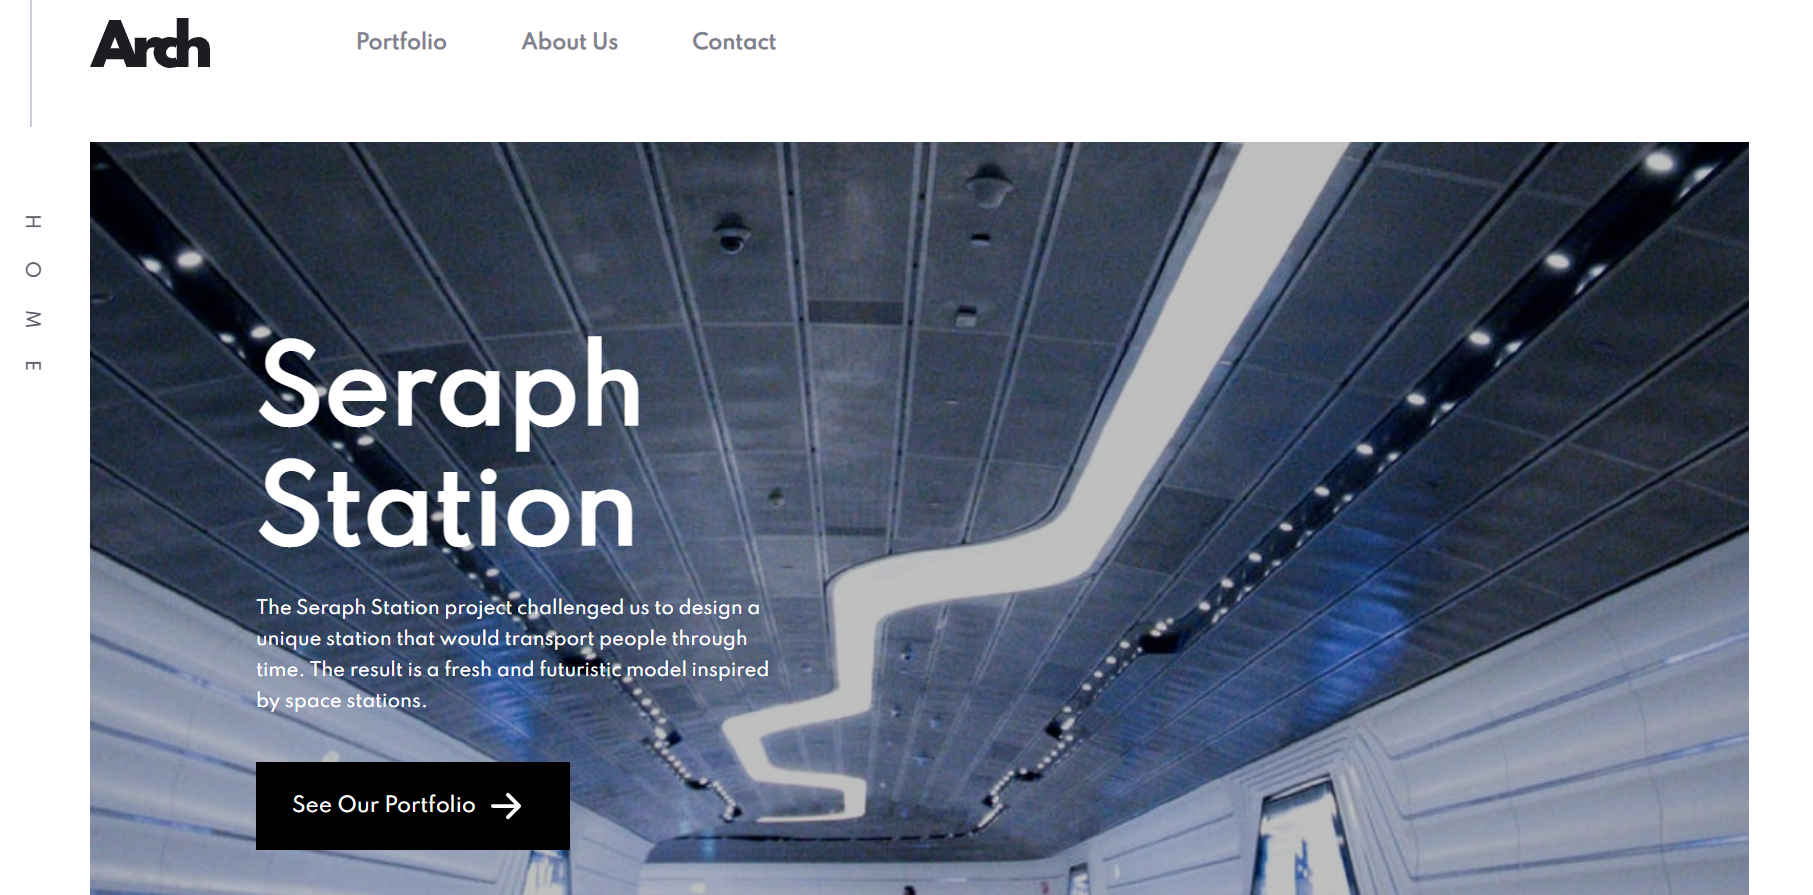 Arch
Portfolio
About Us
Contact
HOME
Seraph
Station
The Seraph Station project challenged us to design a
unique station that would transport people through
time. The result is a fresh and futuristic model inspired
by space stations.
See Our Portfolio